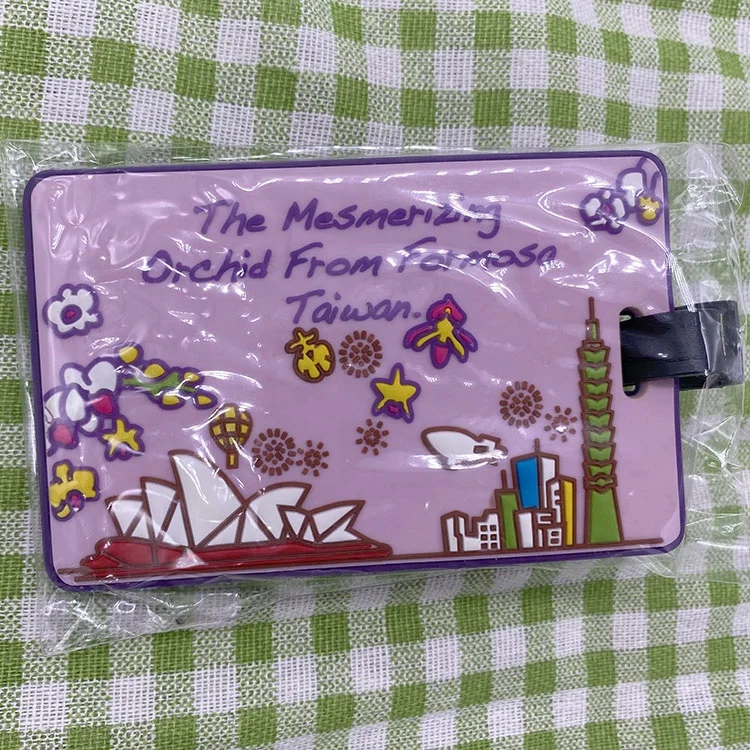 The Mesmerizing
Orchid From Formosa
Taiwan.